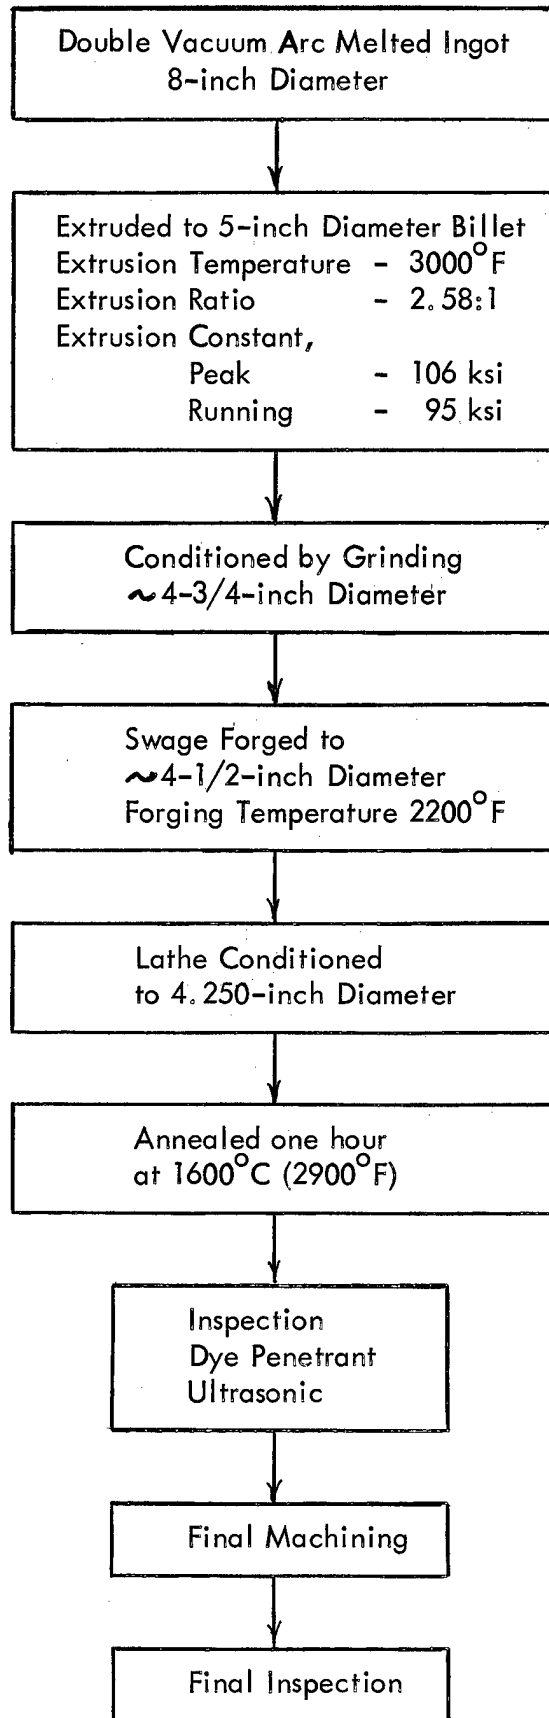 Double Vacuum Arc Melted Ingot
8-inch Diameter
Extruded to 5-inch Diameter Billet
Extrusion Temperature - 3000°F
Extrusion Ratio - 2.58:1
Extrusion Constant,
Peak - 106 ksi
Running - 95 ksi
Conditioned by Grinding
~4-3/4-inch Diameter
Swage Forged to
~4-1/2-inch Diameter
Forging Temperature 2200°F
Lathe Conditioned
to 4.250-inch Diameter
Annealed one hour
at 1600°C (2900°F)
Inspection
Dye Penetrant
Ultrasonic
Final Machining
Final Inspection